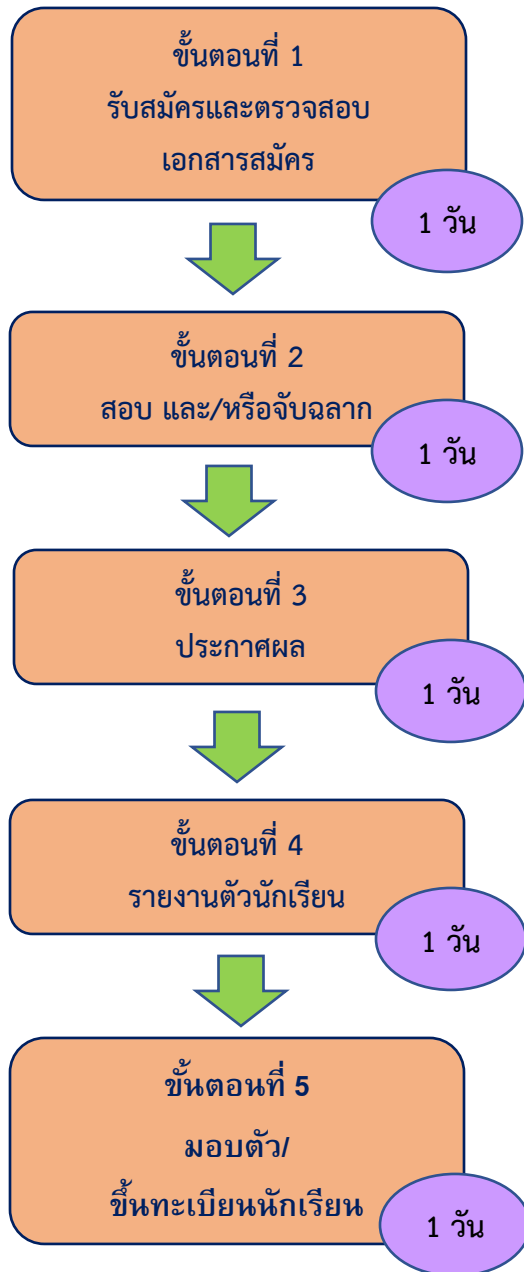 ขั้นตอนที่ 1
รับสมัครและตรวจสอบ
เอกสารสมัคร
1 วัน
ขั้นตอนที่ 2
สอบ และ/หรือจับฉลาก
1 วัน
ขั้นตอนที่ 3
ประกาศผล
1 วัน
ขั้นตอนที่ 4
รายงานตัวนักเรียน
1 วัน
ขั้นตอนที่ 5
มอบตัว/
ขึ้นทะเบียนนักเรียน
1 วัน